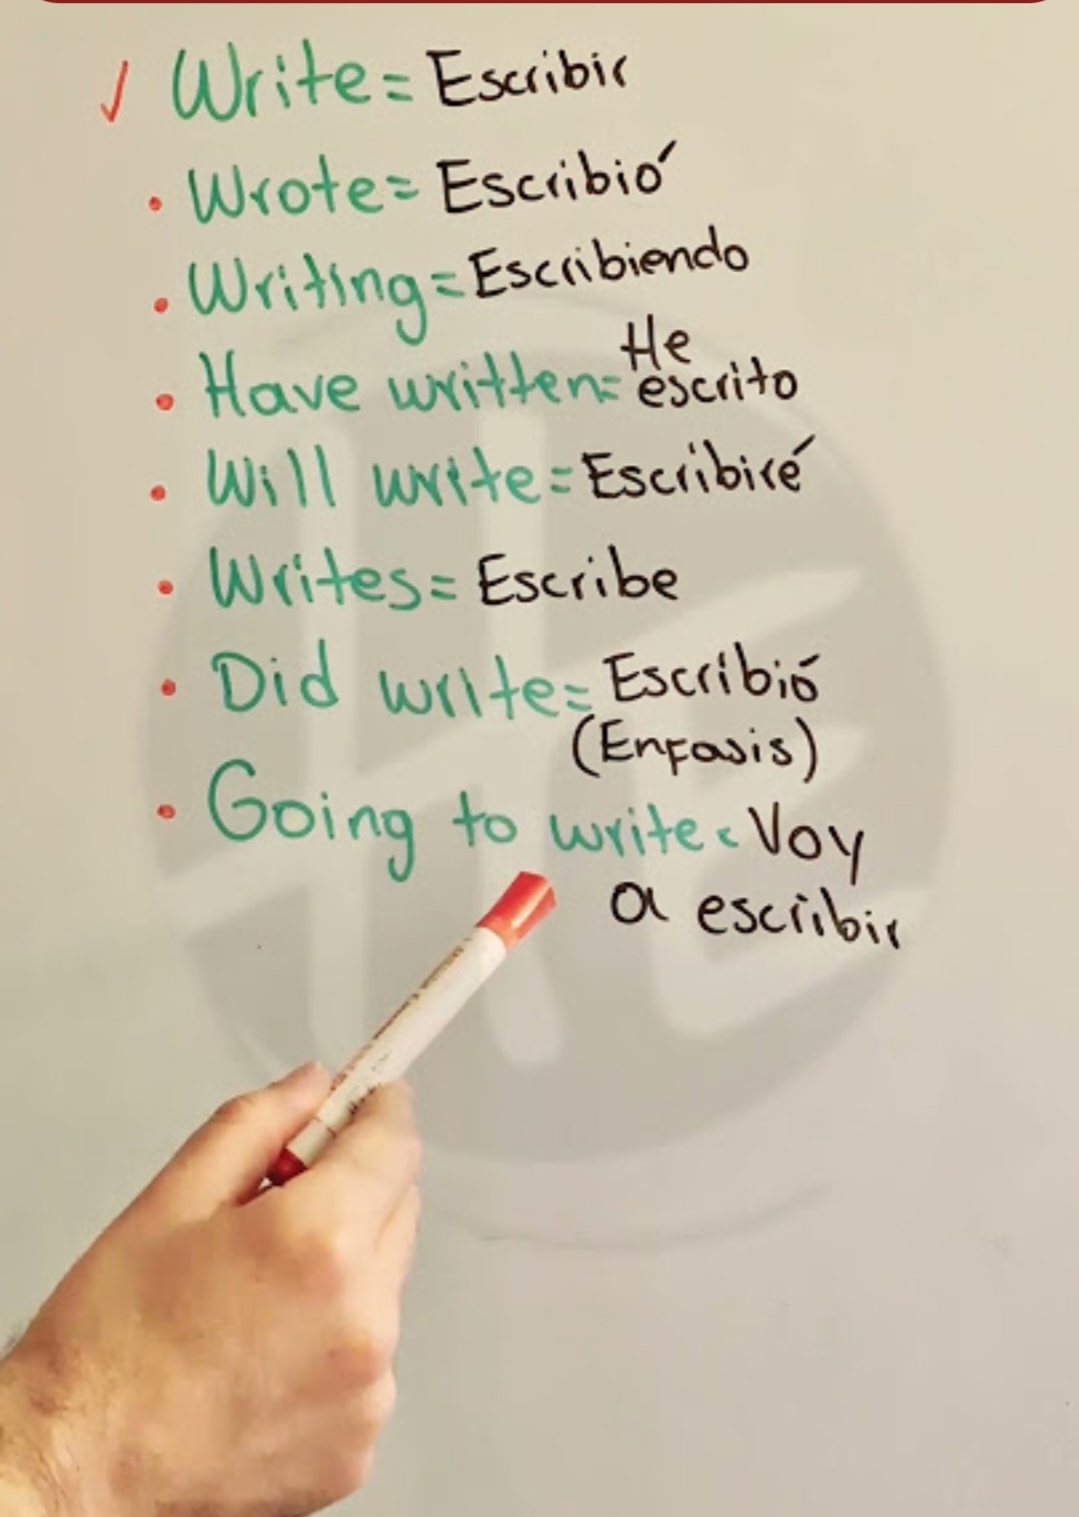 ✓ Write = Escribir
• Wrote = Escribió
• Writing = Escribiendo
• Have written = He
escrito
• Will write = Escribiré
• Writes = Escribe
• Did write = Escribió
(Enfasis)
• Going to write = Voy
a escribir
HE